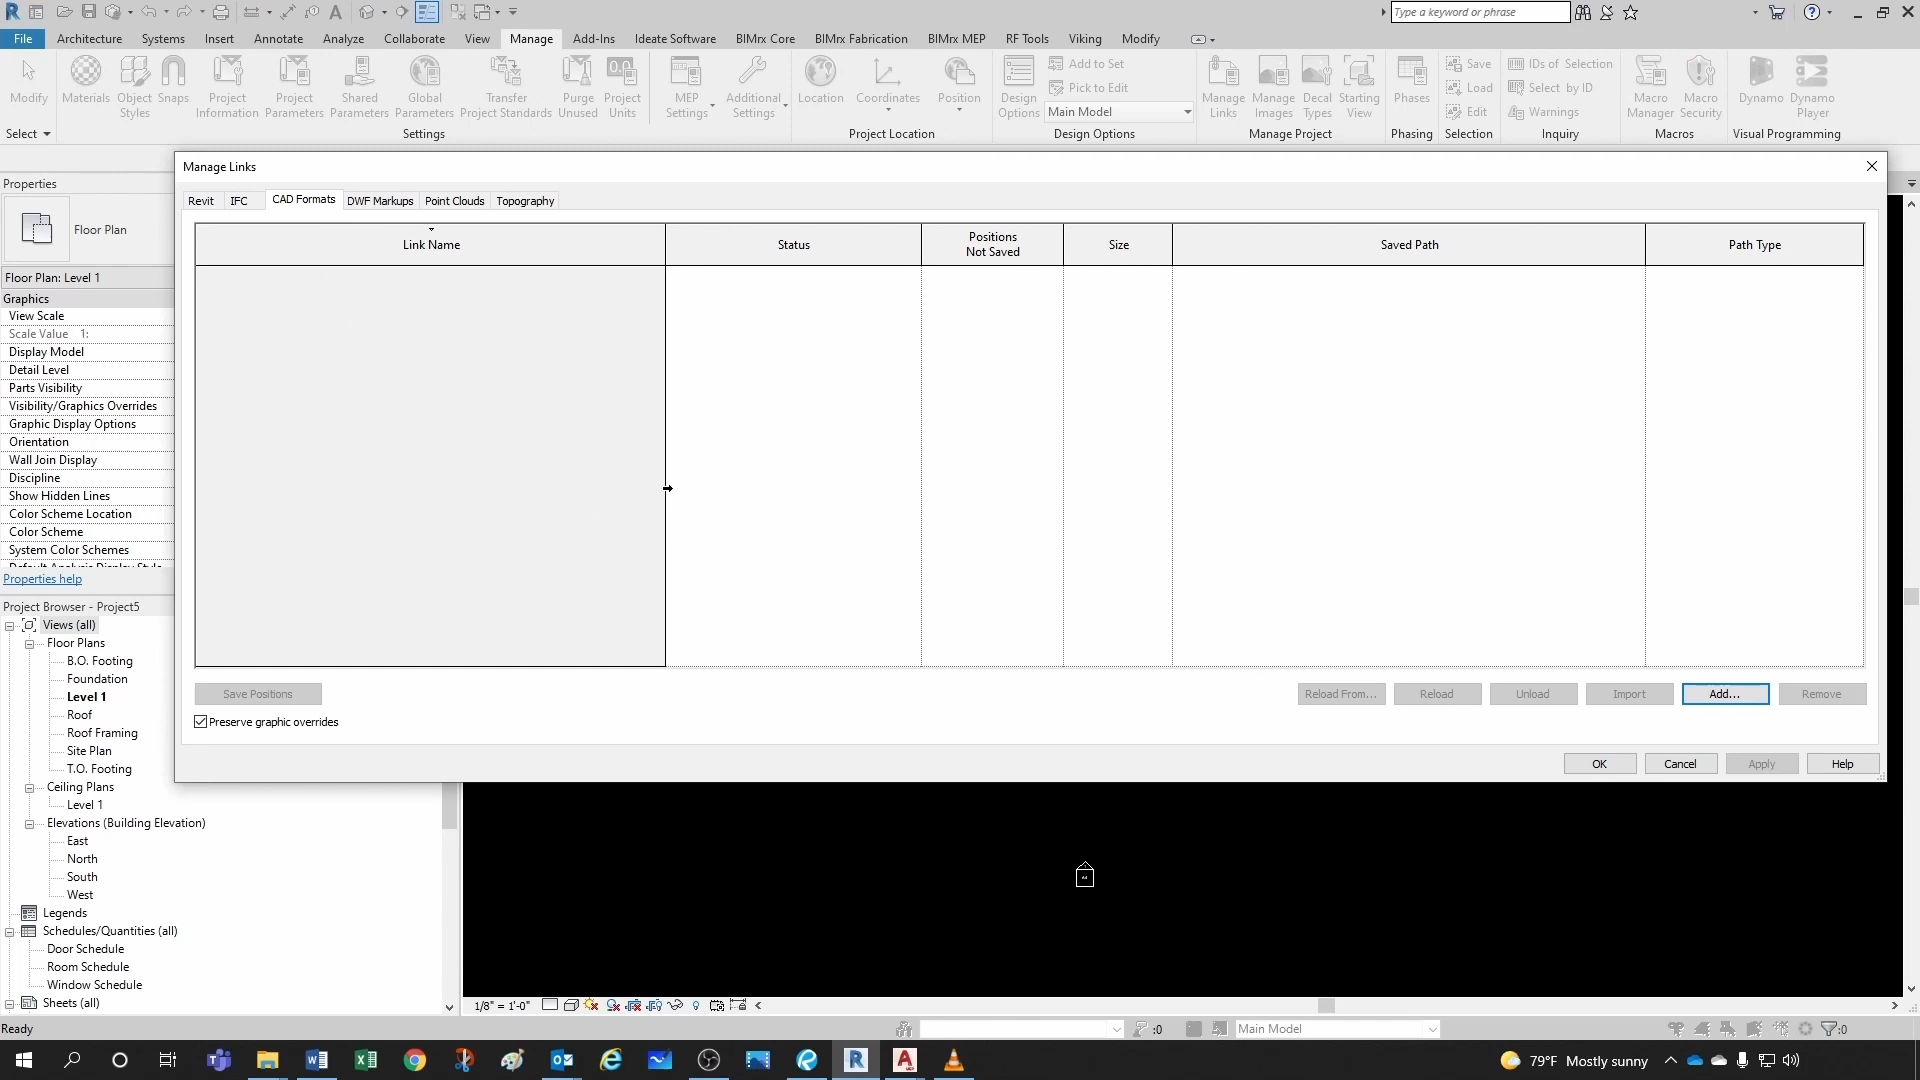 Type a keyword or phrase
File Architecture Systems Insert Annotate Analyze Collaborate View Manage Add-Ins Ideate Software BIMrx Core BIMrx Fabrication BIMrx MEP RF Tools Viking Modify
Modify
Materials
Object Styles
Snaps
Project Information
Project Parameters
Shared Parameters
Global Parameters
Transfer Project Standards
Purge Unused
Project Units
MEP Settings
Additional Settings
Location
Coordinates
Position
Design Options
Add to Set
Pick to Edit
Main Model
Manage Links
Manage Images
Decal Types
Starting View
Phases
Save
Load
Edit
IDs of Selection
Select by ID
Warnings
Macro Manager
Macro Security
Dynamo
Dynamo Player
Select Settings Project Location Design Options Manage Project Phasing Selection Inquiry Macros Visual Programming
Manage Links
Revit IFC CAD Formats DWF Markups Point Clouds Topography
Link Name
Status
Positions
Not Saved
Size
Saved Path
Path Type
Save Positions
Reload From... Reload Unload Import Add... Remove
Preserve graphic overrides
OK Cancel Apply Help
Properties
Floor Plan
Floor Plan: Level 1
Graphics
View Scale
Scale Value 1:
Display Model
Detail Level
Parts Visibility
Visibility/Graphics Overrides
Graphic Display Options
Orientation
Wall Join Display
Discipline
Show Hidden Lines
Color Scheme Location
Color Scheme
System Color Schemes
Default Analysis Display Style
Properties help
Project Browser - Project5
Views (all)
Floor Plans
B.O. Footing
Foundation
Level 1
Roof
Roof Framing
Site Plan
T.O. Footing
Ceiling Plans
Level 1
Elevations (Building Elevation)
East
North
South
West
Legends
Schedules/Quantities (all)
Door Schedule
Room Schedule
Window Schedule
Sheets (all)
1/8" = 1'-0"
Ready
:0
Main Model
:0
79°F Mostly sunny